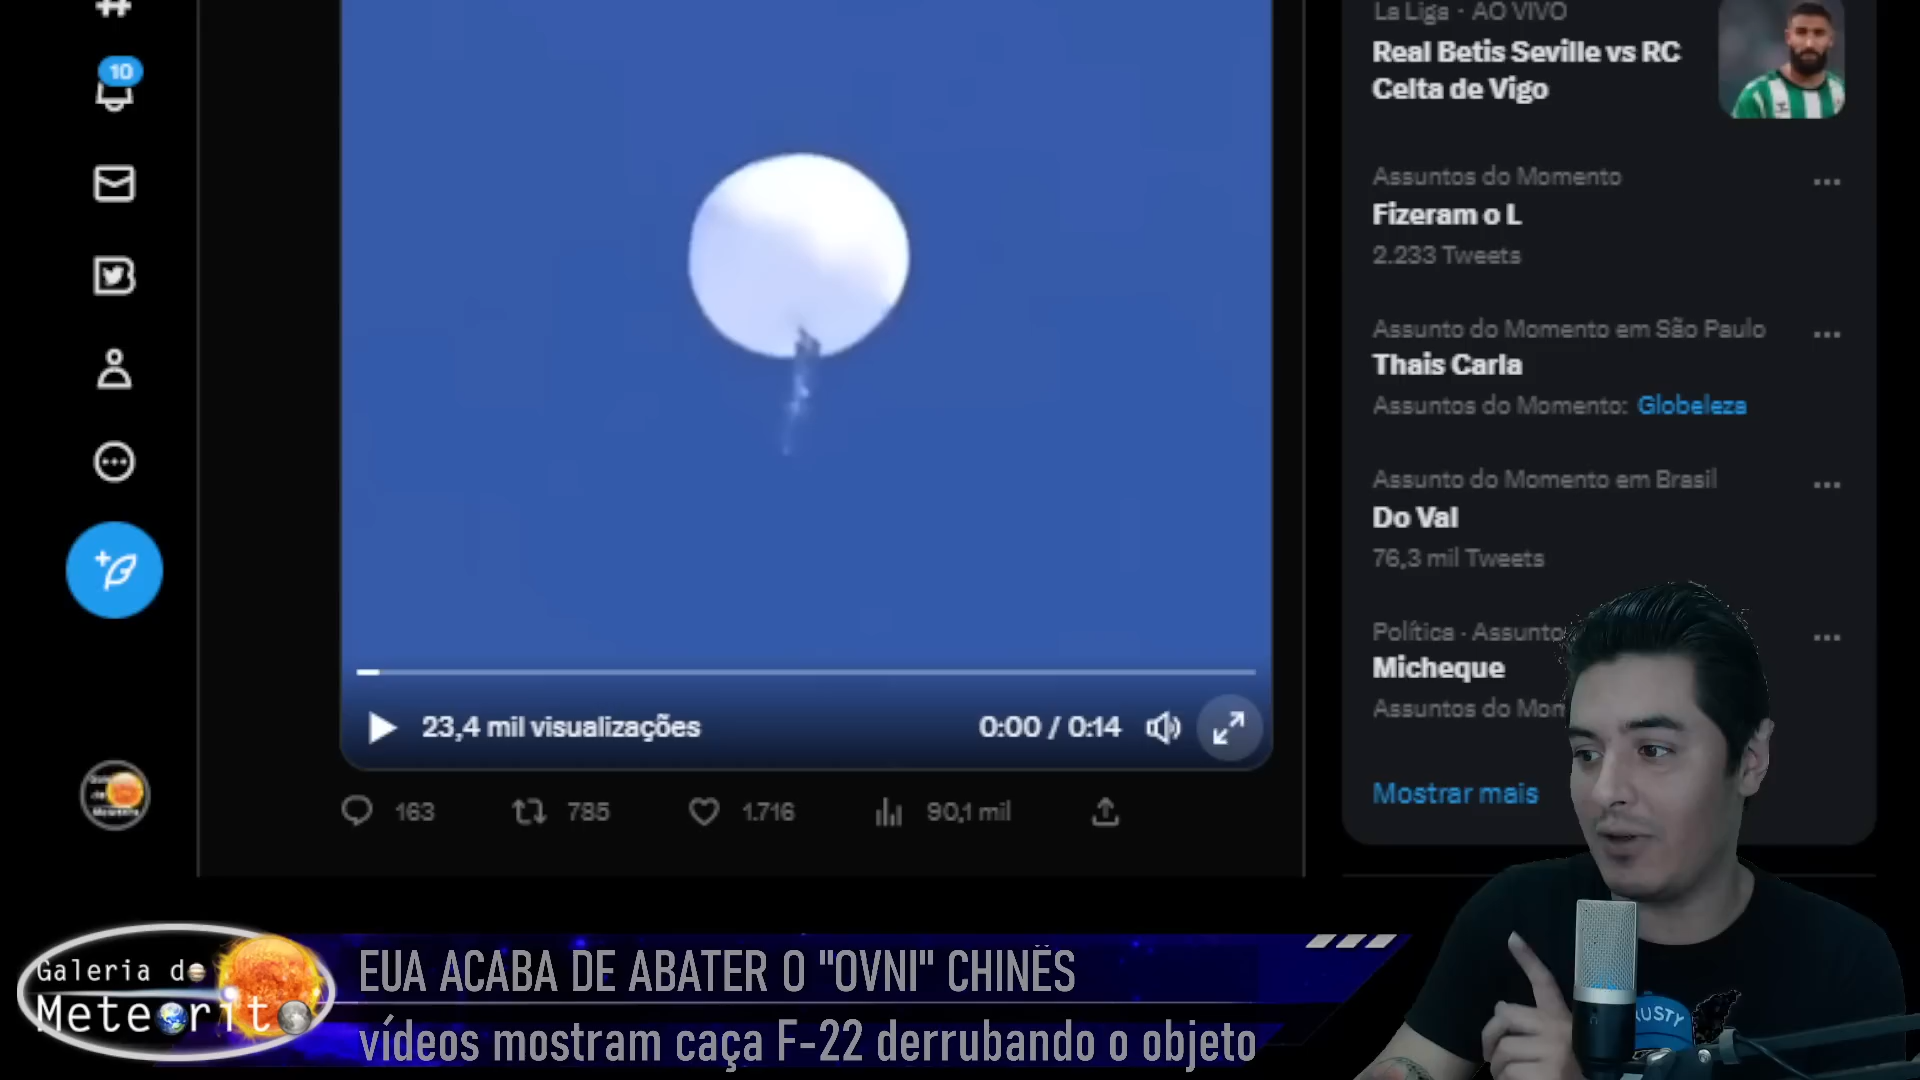 10
23,4 mil visualizações
0:00 / 0:14
163
785
1.716
90,1 mil
La Liga · AO VIVO
Real Betis Seville vs RC
Celta de Vigo
Assuntos do Momento
Fizeram o L
2.233 Tweets
Assunto do Momento em São Paulo
Thais Carla
Assuntos do Momento: Globeleza
Assunto do Momento em Brasil
Do Val
76,3 mil Tweets
Política · Assunto
Micheque
Assuntos do Mom
Mostrar mais
Galeria do
Meteorito
EUA ACABA DE ABATER O "OVNI" CHINÊS
vídeos mostram caça F-22 derrubando o objeto